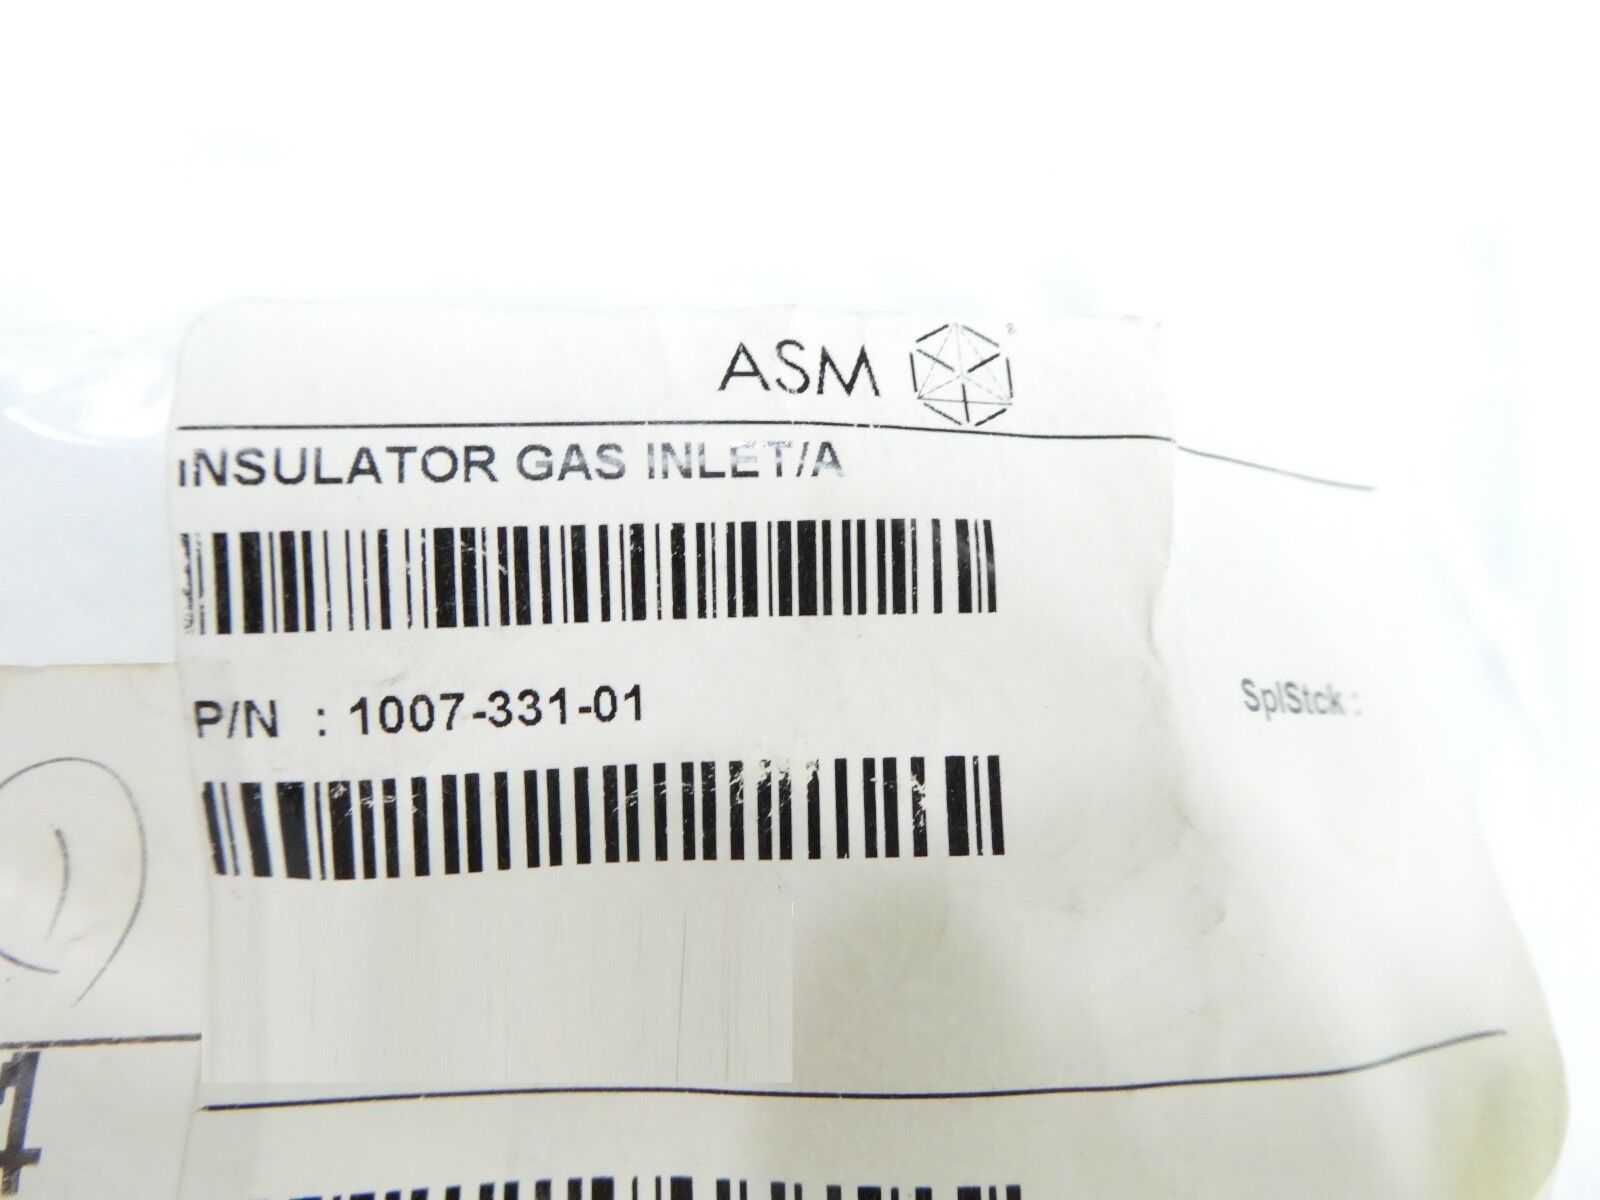 ASM
INSULATOR GAS INLET/A
P/N : 1007-331-01
SplStck :